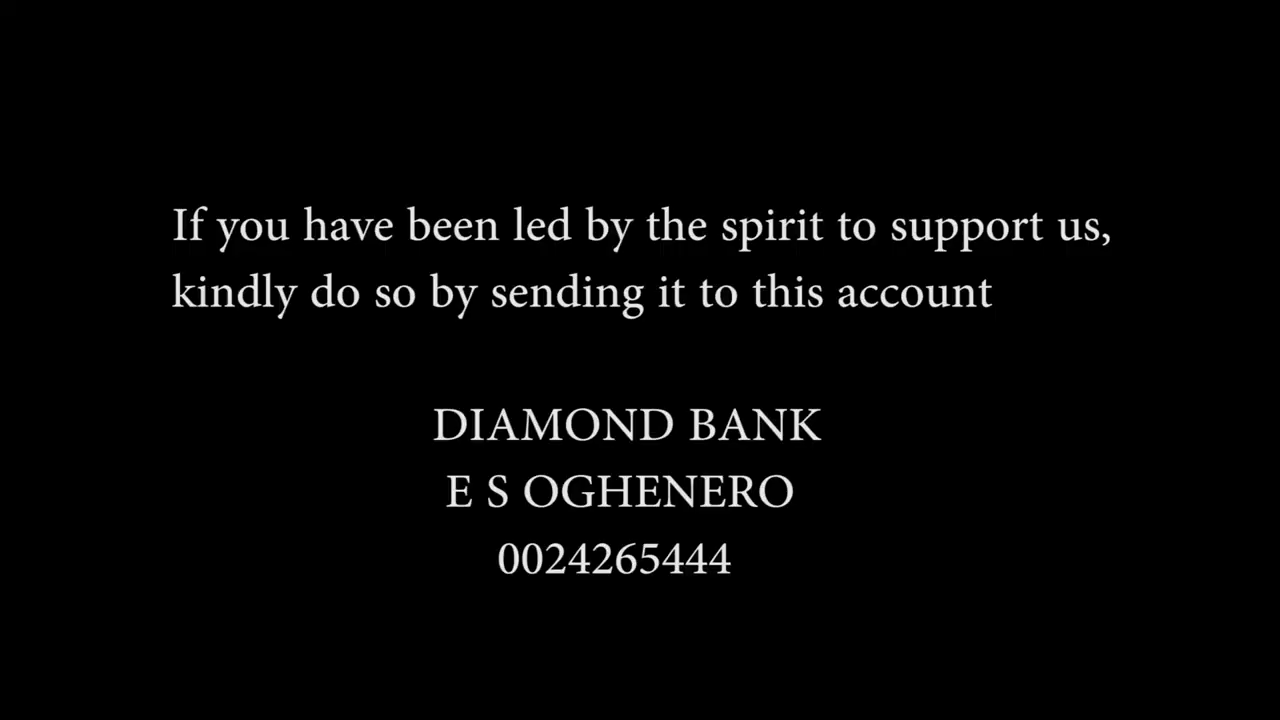 If you have been led by the spirit to support us,
kindly do so by sending it to this account
DIAMOND BANK
E S OGHENERO
0024265444